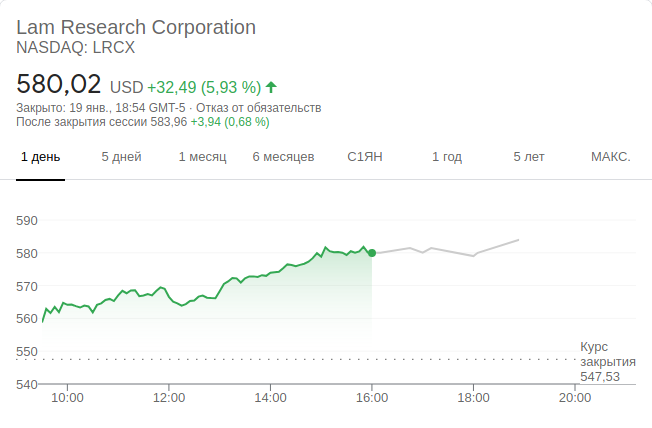 Lam Research Corporation
NASDAQ: LRCX
580,02 USD +32,49 (5,93 %)
Закрыто: 19 янв., 18:54 GMT-5 · Отказ от обязательств
После закрытия сессии 583,96 +3,94 (0,68 %)
1 день 5 дней 1 месяц 6 месяцев С1ЯН 1 год 5 лет МАКС.
590
580
570
560
550
540
Курс
закрытия
547,53
10:00 12:00 14:00 16:00 18:00 20:00